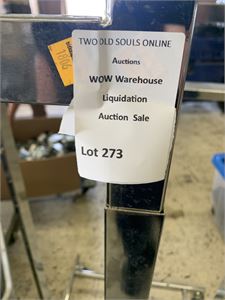 TWO OLD SOULS ONLINE
Auctions
WOW Warehouse
Liquidation
Auction Sale
Lot 273